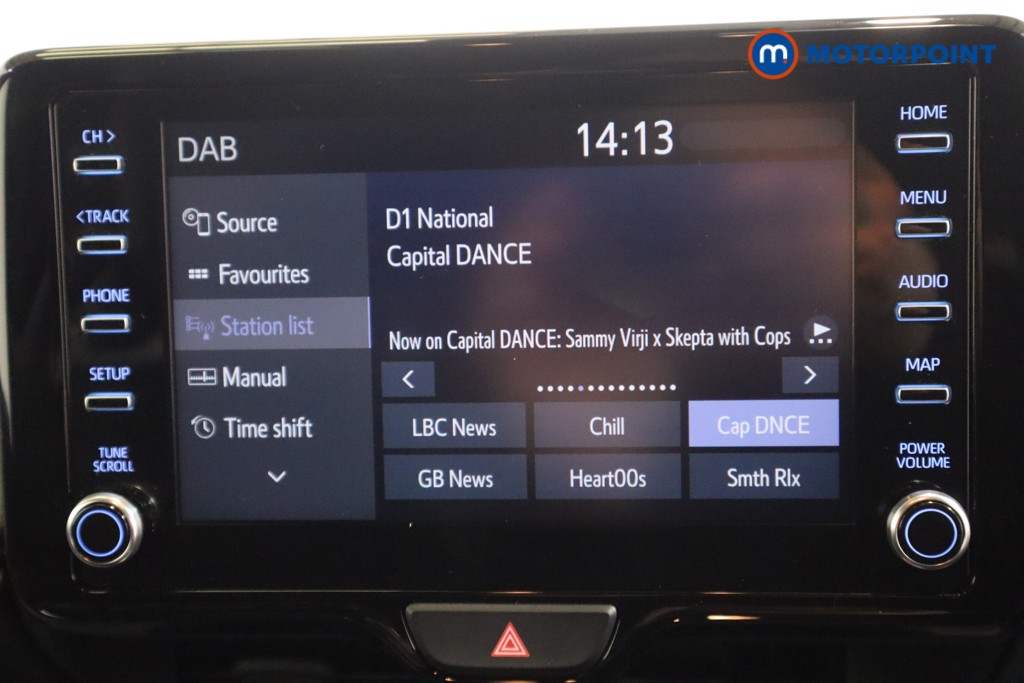 m MOTORPOINT
CH >
<TRACK
PHONE
SETUP
TUNE
SCROLL
DAB
14:13
Source
Favourites
Station list
Manual
Time shift
D1 National
Capital DANCE
Now on Capital DANCE: Sammy Virji x Skepta with Cops
LBC News
Chill
Cap DNCE
GB News
Heart00s
Smth Rlx
HOME
MENU
AUDIO
MAP
POWER
VOLUME